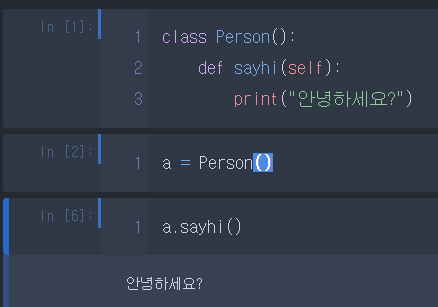 In [1]:
1 class Person():
2     def sayhi(self):
3         print("안녕하세요?")
In [2]:
1 a = Person()
In [6]:
1 a.sayhi()
안녕하세요?